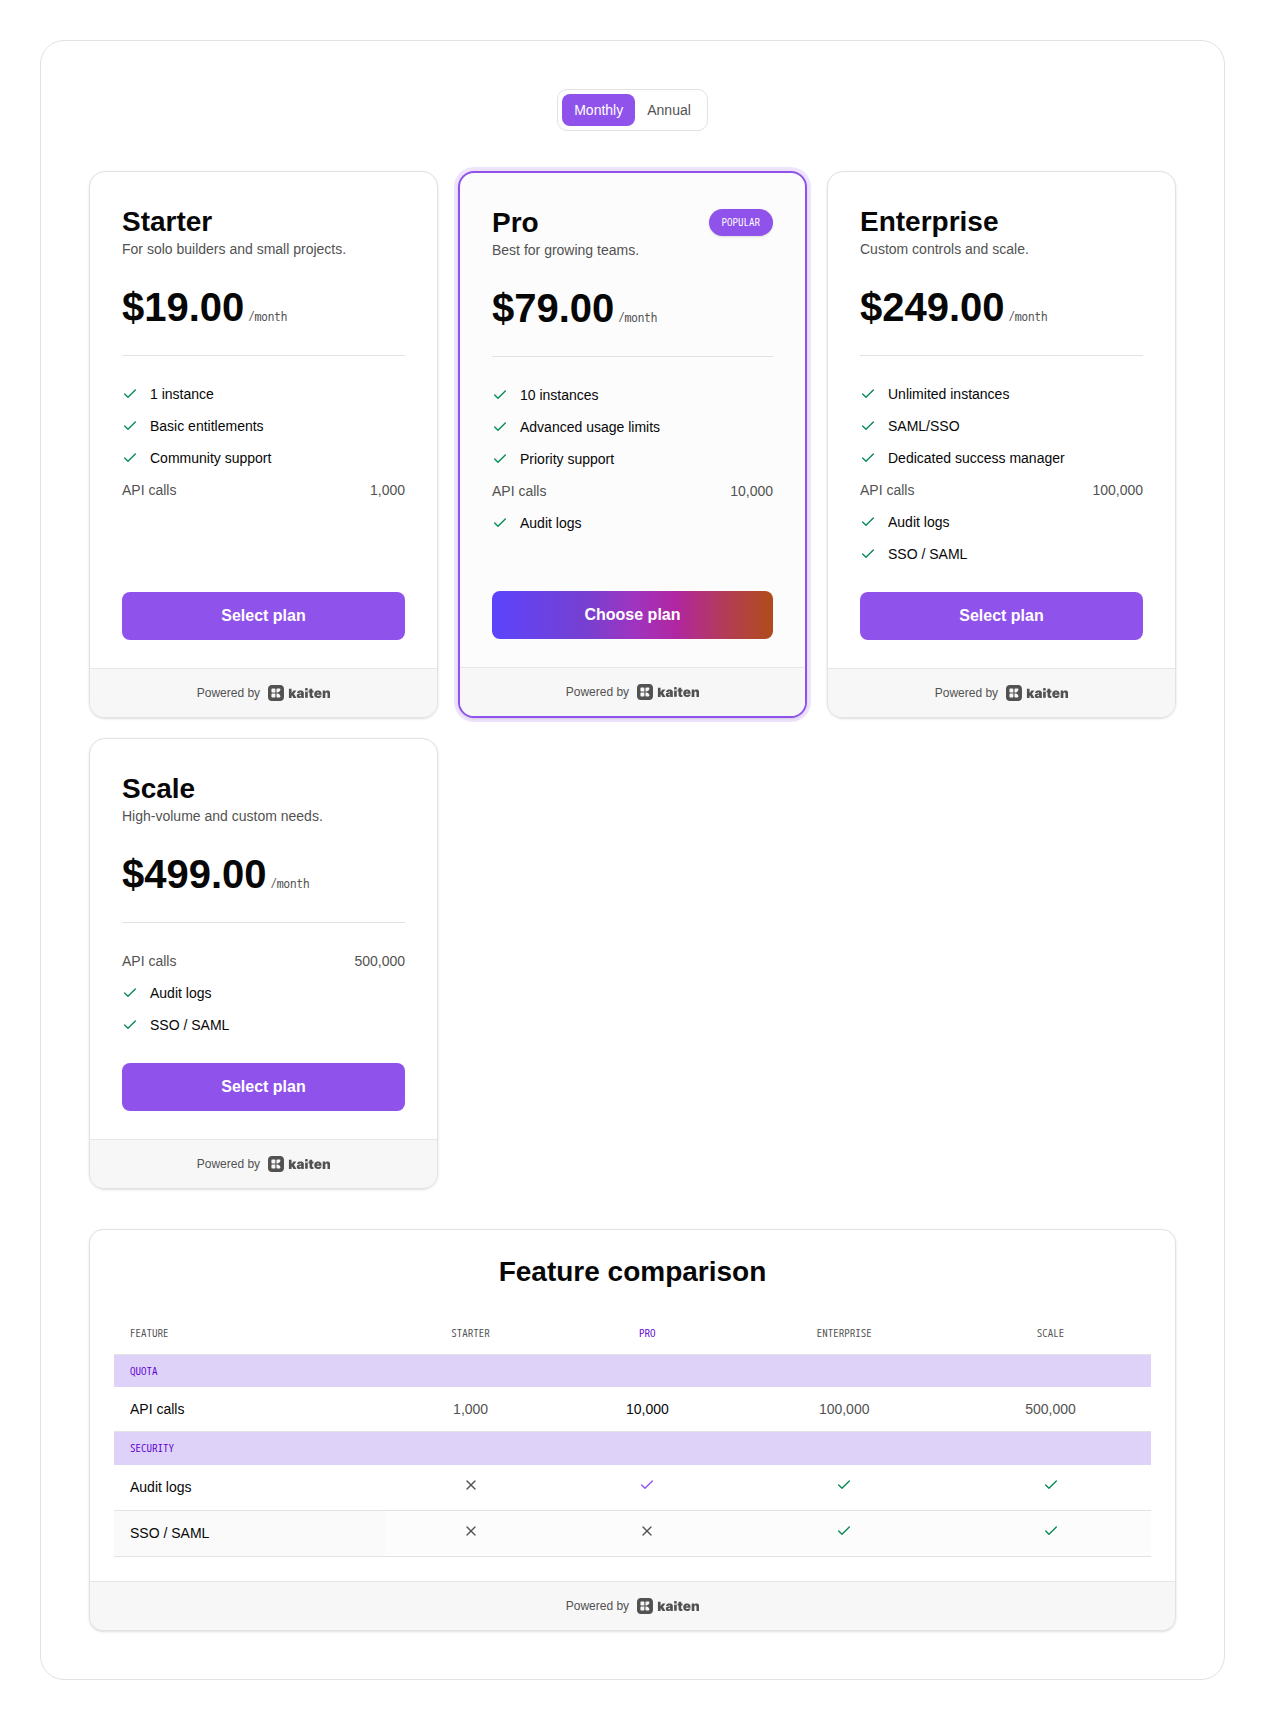 Monthly Annual
Starter
For solo builders and small projects.
$19.00 /month
1 instance
Basic entitlements
Community support
API calls 1,000
Select plan
Powered by kaiten
Pro POPULAR
Best for growing teams.
$79.00 /month
10 instances
Advanced usage limits
Priority support
API calls 10,000
Audit logs
Choose plan
Powered by kaiten
Enterprise
Custom controls and scale.
$249.00 /month
Unlimited instances
SAML/SSO
Dedicated success manager
API calls 100,000
Audit logs
SSO / SAML
Select plan
Powered by kaiten
Scale
High-volume and custom needs.
$499.00 /month
API calls 500,000
Audit logs
SSO / SAML
Select plan
Powered by kaiten
Feature comparison
FEATURE STARTER PRO ENTERPRISE SCALE
QUOTA
API calls 1,000 10,000 100,000 500,000
SECURITY
Audit logs
SSO / SAML
Powered by kaiten